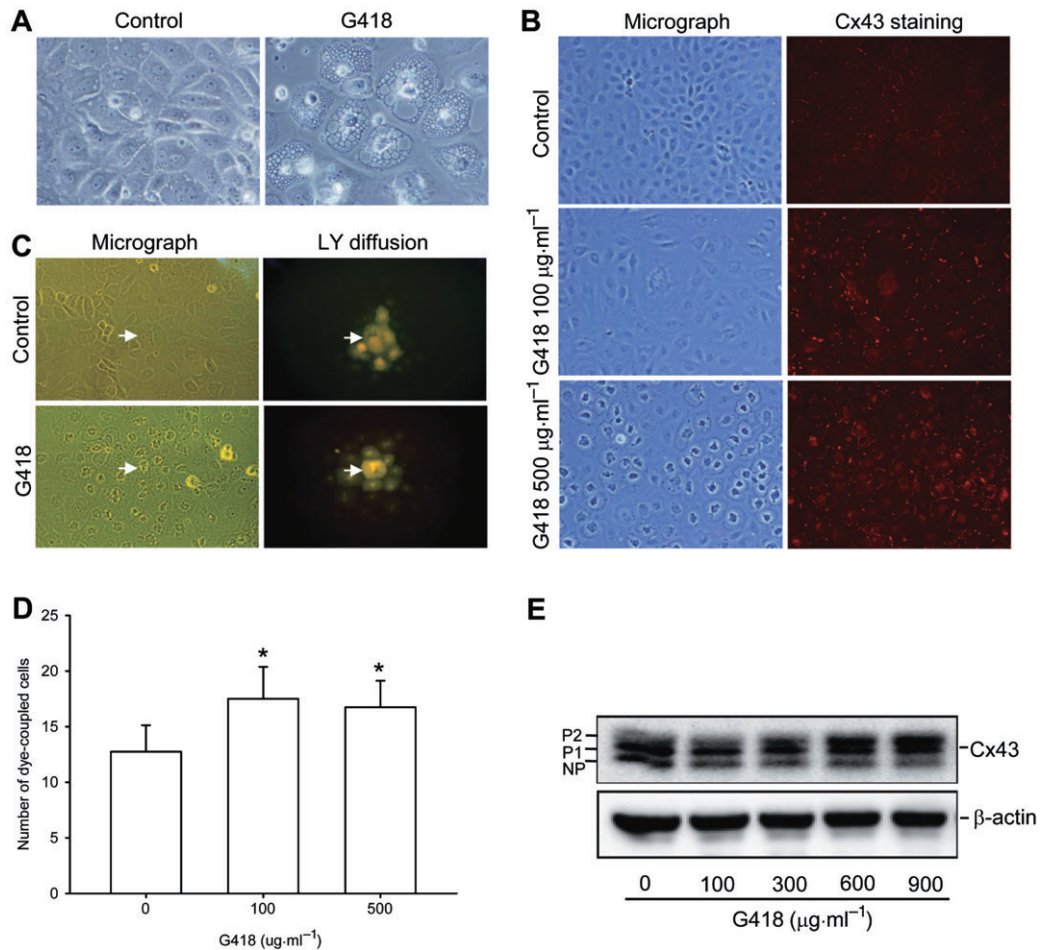 A
Control
G418
B
Micrograph
Cx43 staining
Control
G418 100 µg·ml⁻¹
G418 500 µg·ml⁻¹
C
Micrograph
LY diffusion
Control
G418
D
25
20
15
10
5
0
Number of dye-coupled cells
* *
0 100 500
G418 (ug·ml⁻¹)
E
P2
P1
NP
Cx43
β-actin
0 100 300 600 900
G418 (µg·ml⁻¹)